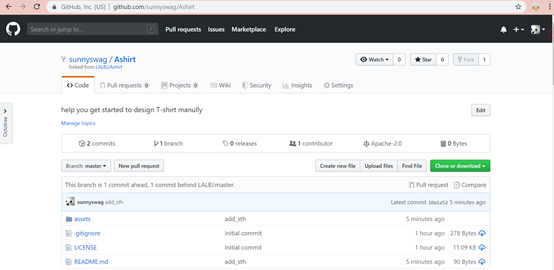 GitHub, Inc. [US] | github.com/sunnyswag/Ashirt
Search or jump to... / Pull requests Issues Marketplace Explore
sunnyswag / Ashirt Watch 0 Star 0 Fork 1
forked from LALBJ/Ashirt
Code Pull requests 0 Projects 0 Wiki Security Insights Settings
help you get started to design T-shirt manully Edit
Manage topics
Octotree
2 commits 1 branch 0 releases 1 contributor Apache-2.0 0 Bytes
Branch: master New pull request Create new file Upload files Find File Clone or download
This branch is 1 commit ahead, 1 commit behind LALBJ:master. Pull request Compare
sunnyswag add_sth Latest commit 5 minutes ago
assets add_sth 5 minutes ago
.gitignore Initial commit 1 hour ago 278 Bytes
LICENSE Initial commit 1 hour ago 11.09 KB
README.md add_sth 5 minutes ago 90 Bytes